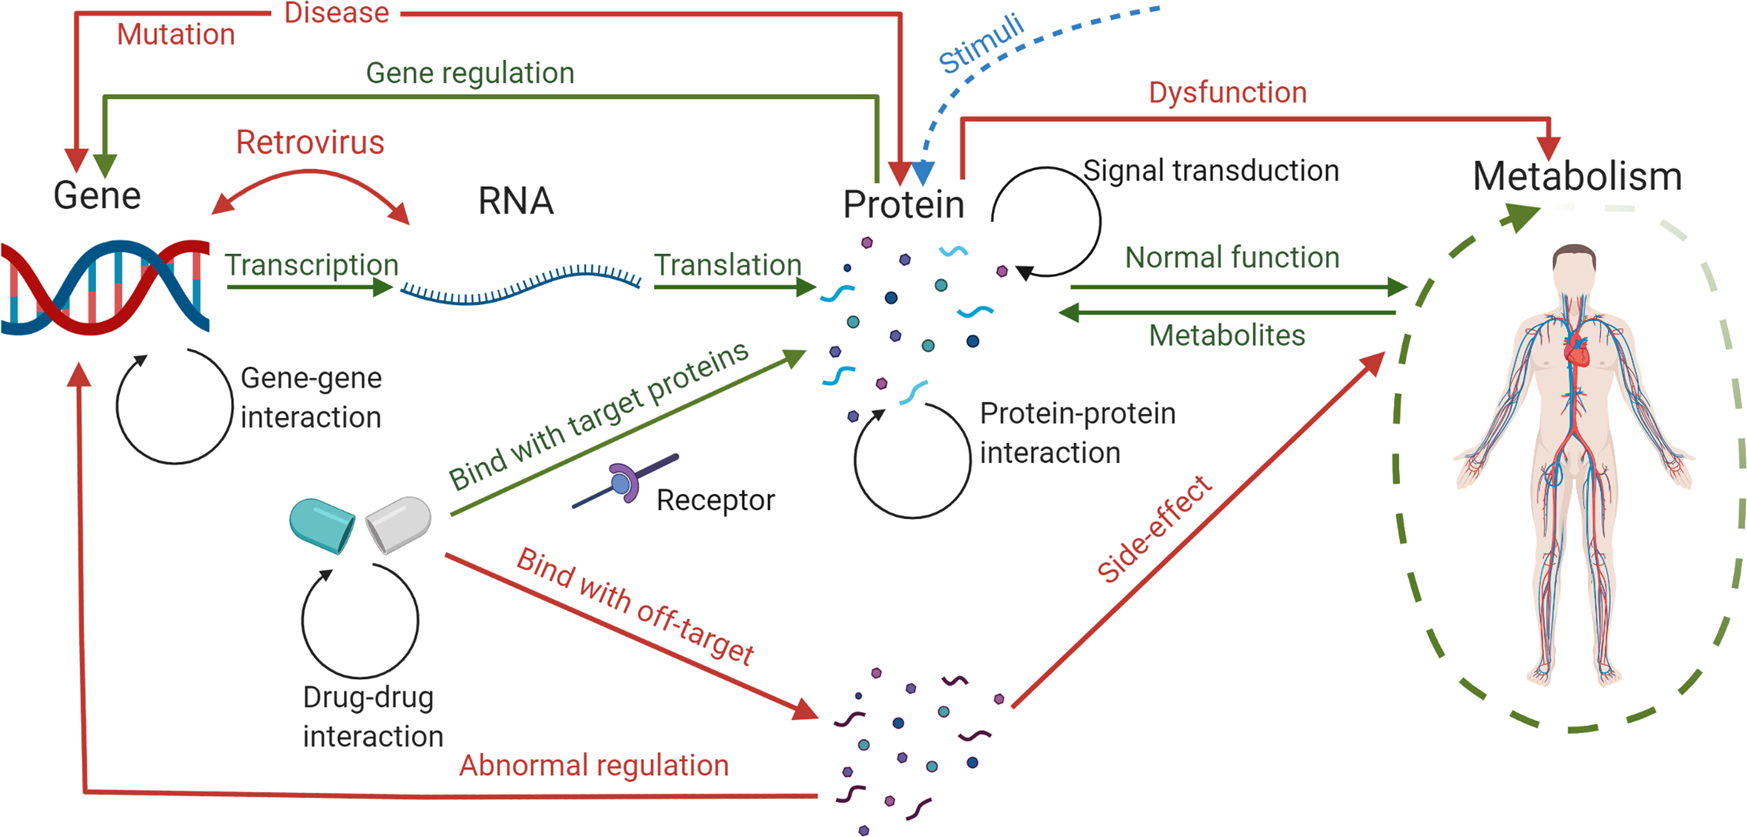 Disease
Mutation
Stimuli
Gene regulation
Dysfunction
Retrovirus
Signal transduction
Metabolism
Gene
RNA
Protein
Transcription
Translation
Normal function
Metabolites
Gene-gene
interaction
Bind with target proteins
Protein-protein
interaction
Receptor
Side-effect
Bind with off-target
Drug-drug
interaction
Abnormal regulation